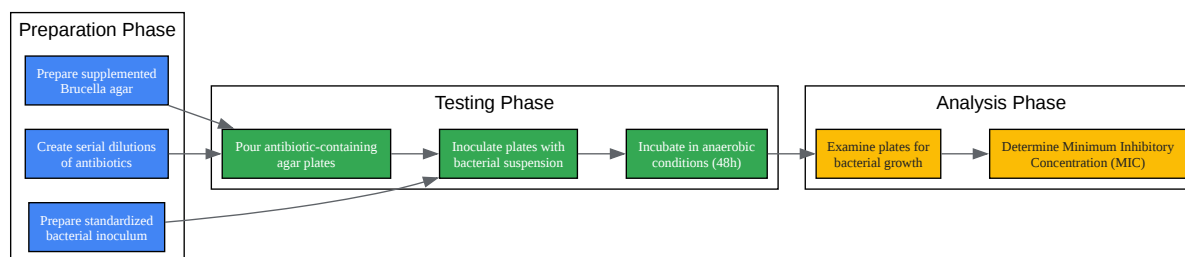 Preparation Phase
Prepare supplemented
Brucella agar
Create serial dilutions
of antibiotics
Prepare standardized
bacterial inoculum
Testing Phase
Pour antibiotic-containing
agar plates
Inoculate plates with
bacterial suspension
Incubate in anaerobic
conditions (48h)
Analysis Phase
Examine plates for
bacterial growth
Determine Minimum Inhibitory
Concentration (MIC)